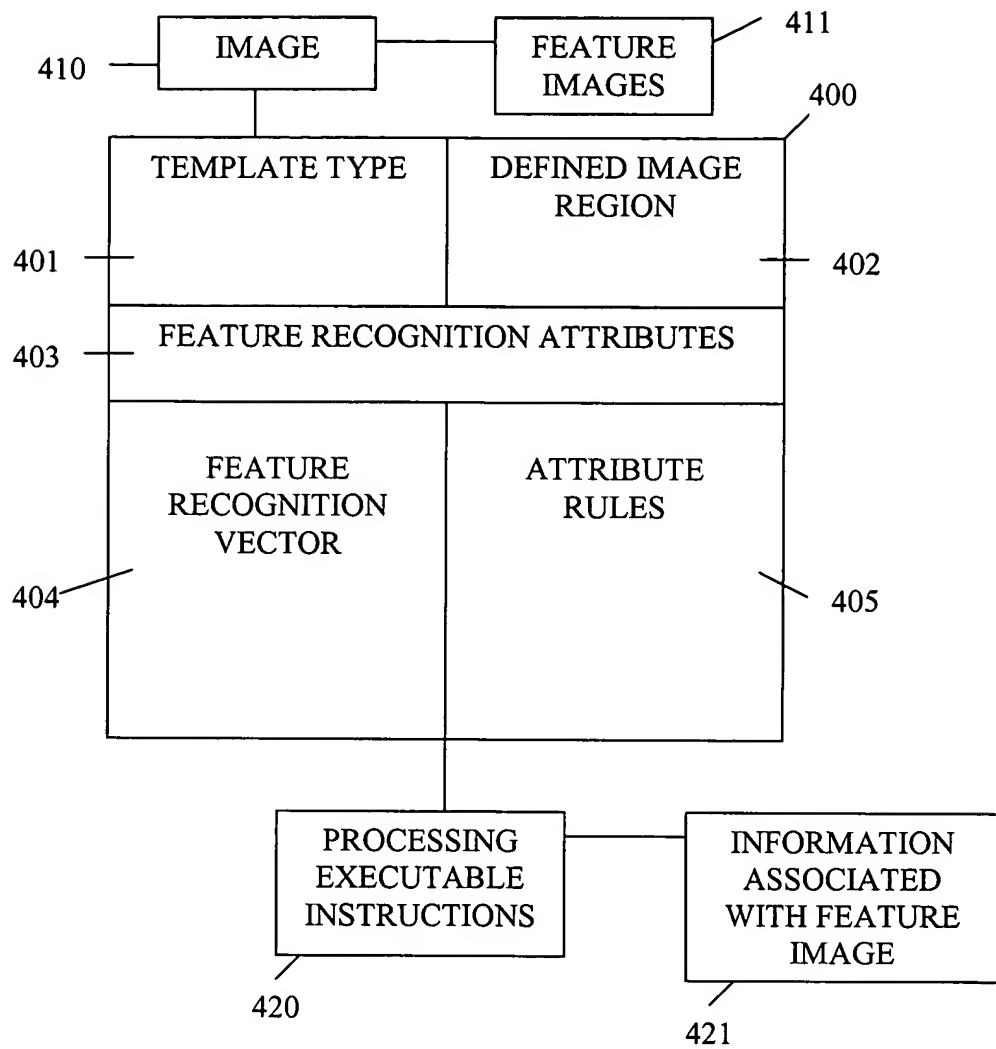 IMAGE
FEATURE
IMAGES
411
410
400
TEMPLATE TYPE
DEFINED IMAGE
REGION
401
402
FEATURE RECOGNITION ATTRIBUTES
403
FEATURE
RECOGNITION
VECTOR
ATTRIBUTE
RULES
404
405
PROCESSING
EXECUTABLE
INSTRUCTIONS
INFORMATION
ASSOCIATED
WITH FEATURE
IMAGE
420
421